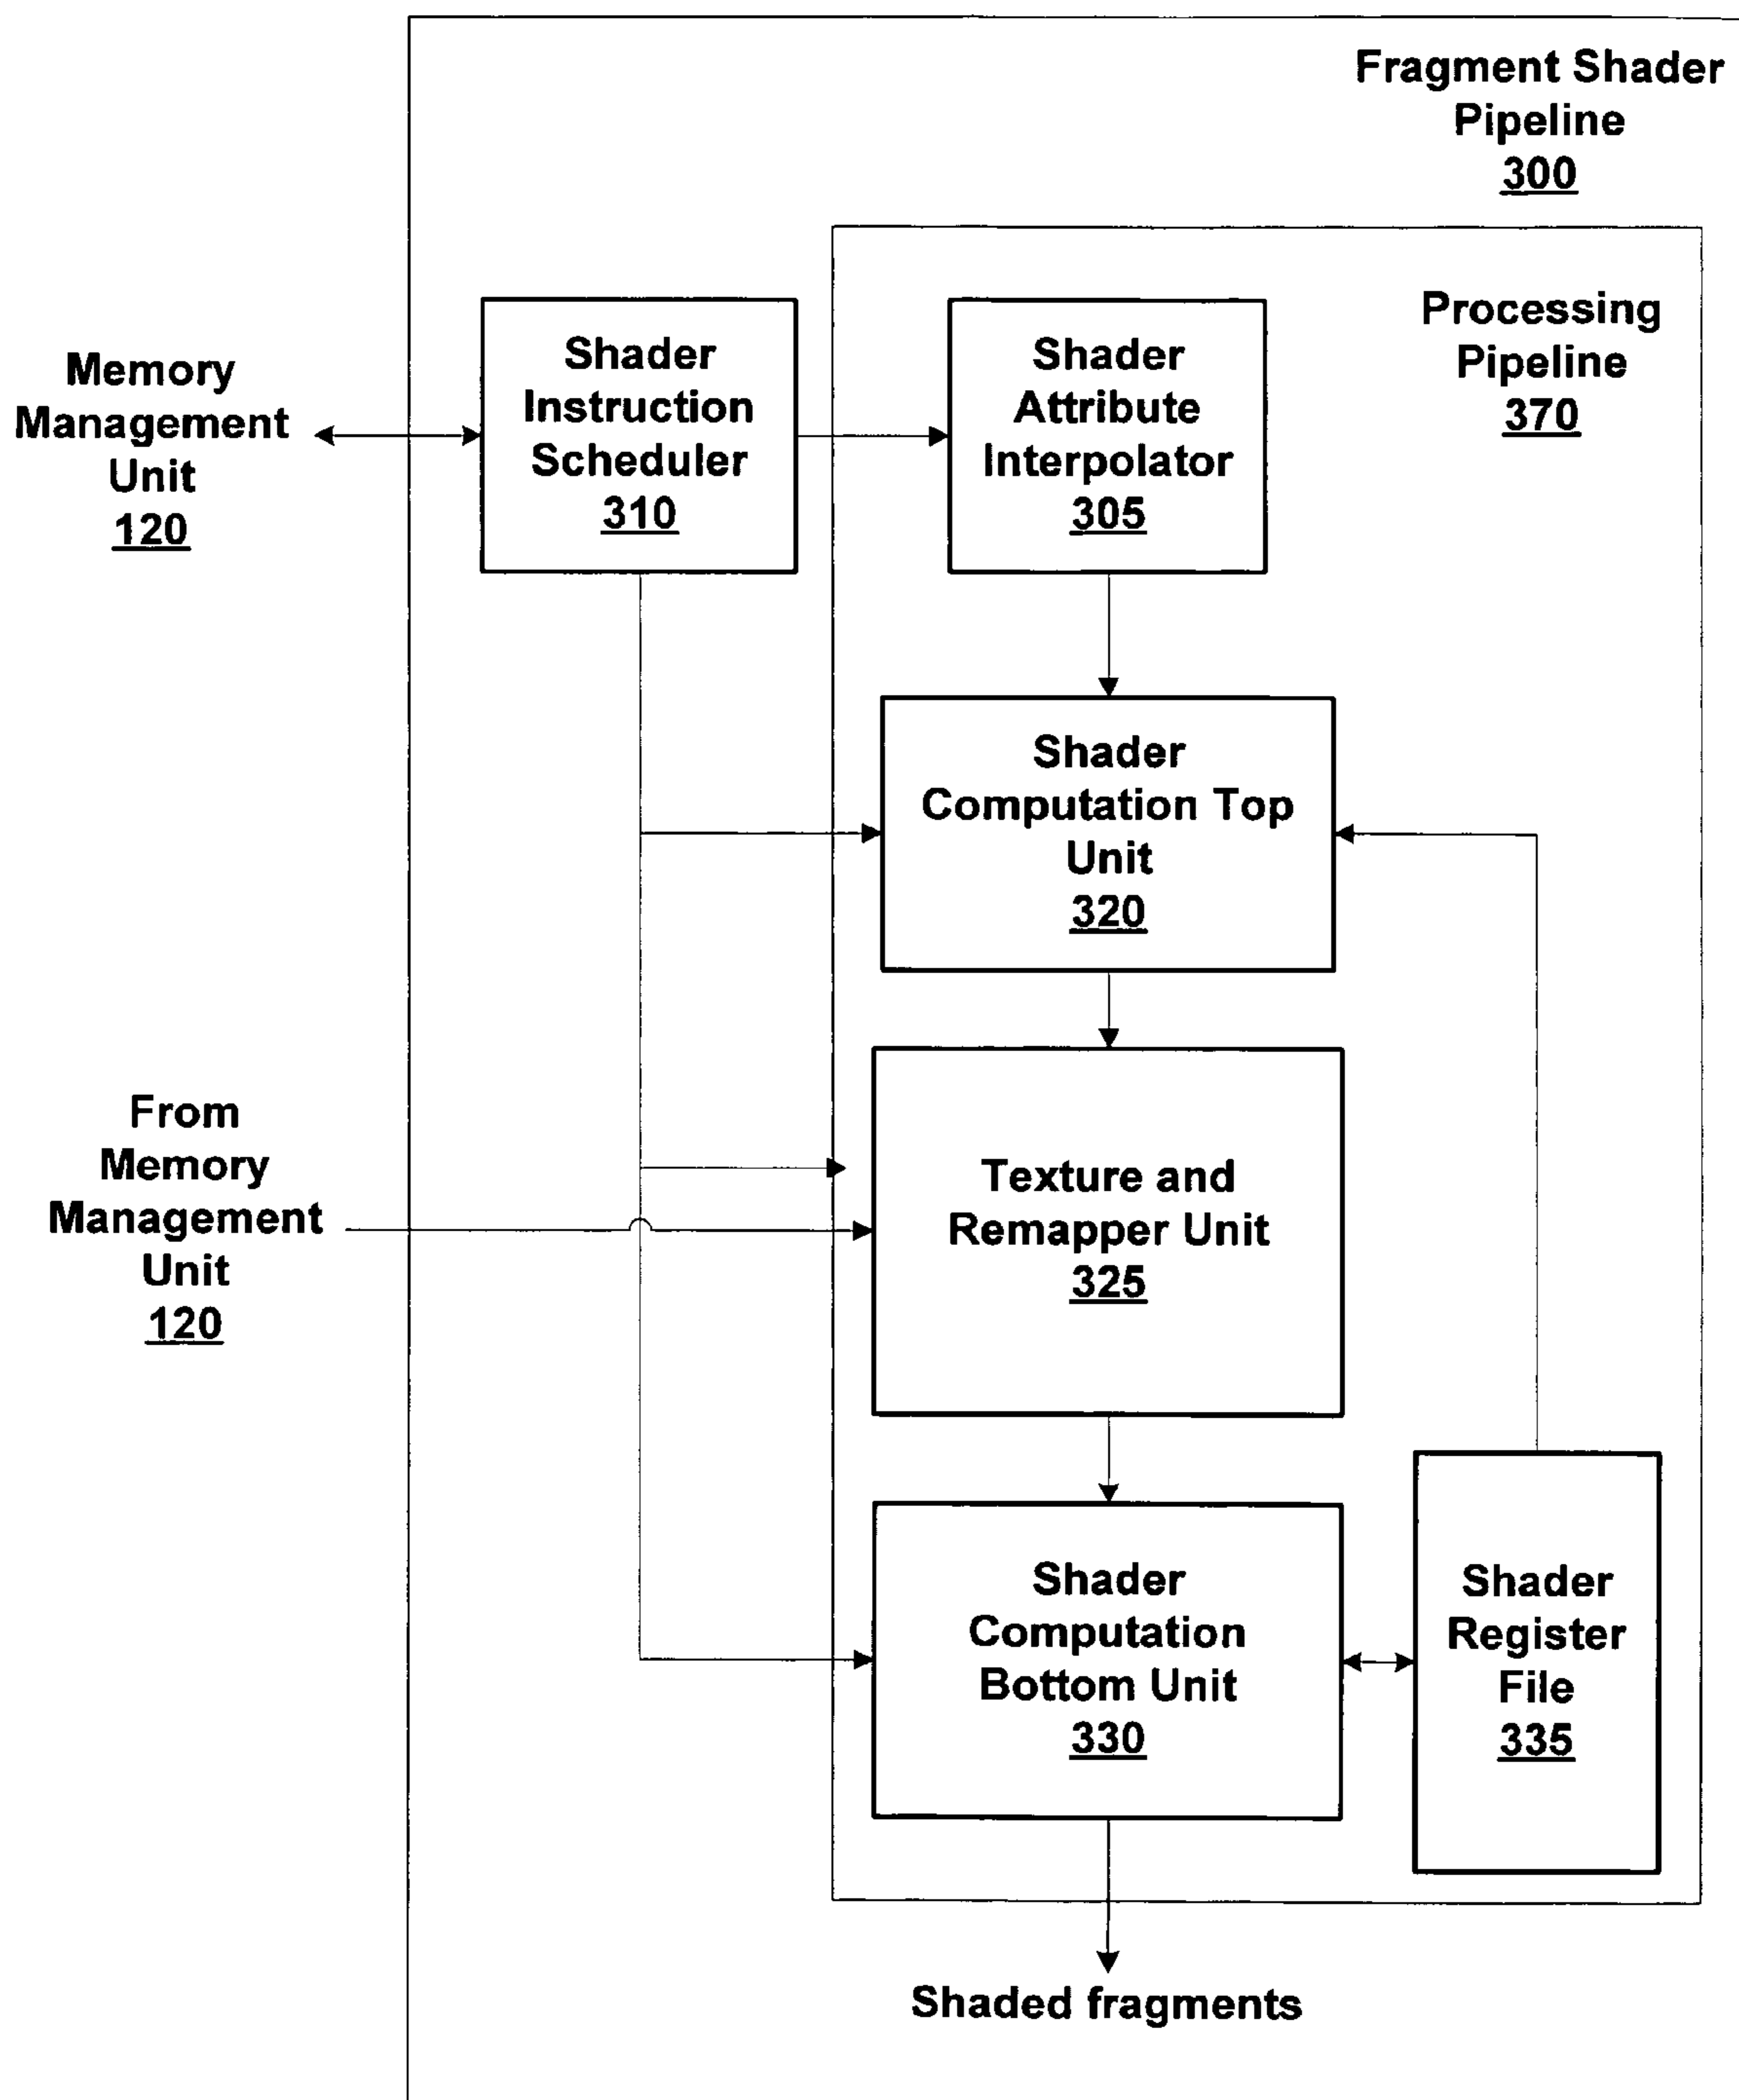 Fragment Shader
Pipeline
300
Processing
Pipeline
370
Memory
Management
Unit
120
Shader
Instruction
Scheduler
310
Shader
Attribute
Interpolator
305
Shader
Computation Top
Unit
320
From
Memory
Management
Unit
120
Texture and
Remapper Unit
325
Shader
Computation
Bottom Unit
330
Shader
Register
File
335
Shaded fragments